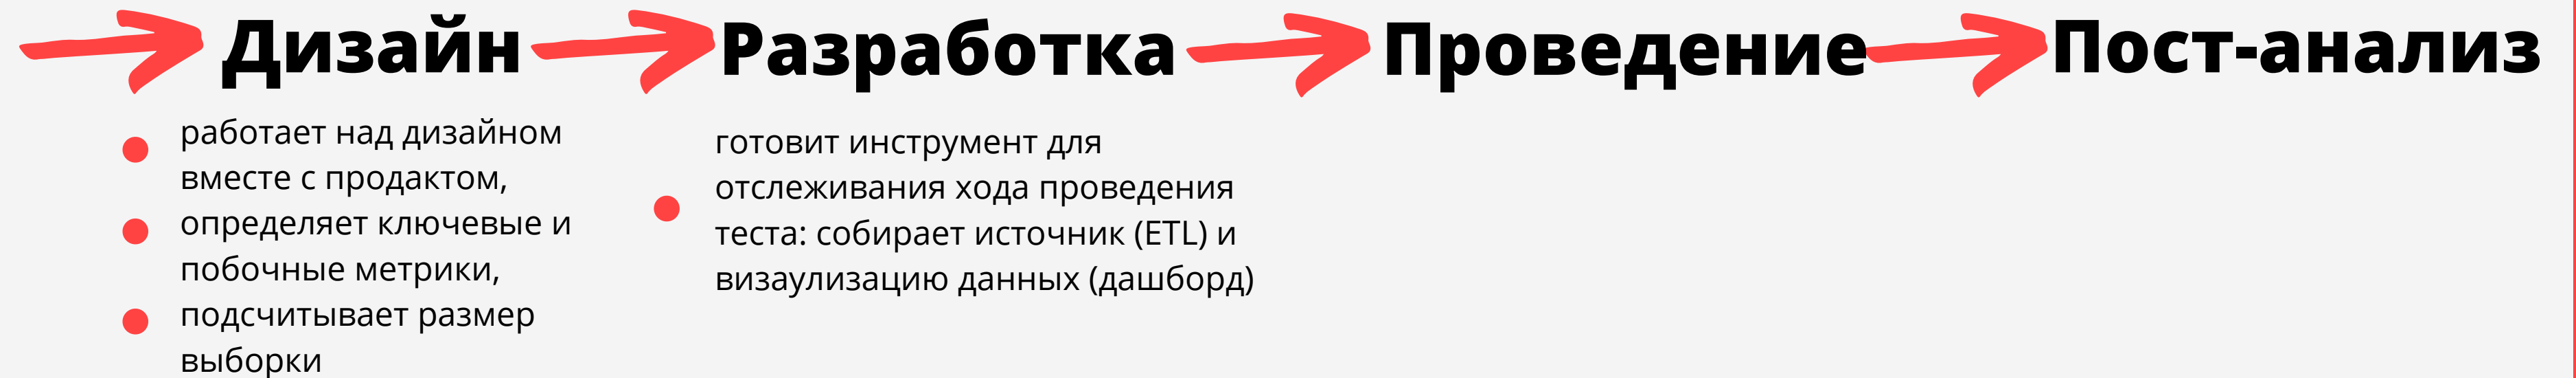 Дизайн
Разработка
Проведение
Пост-анализ
работает над дизайном
вместе с продактом,
определяет ключевые и
побочные метрики,
подсчитывает размер
выборки
готовит инструмент для
отслеживания хода проведения
теста: собирает источник (ETL) и
визаулизацию данных (дашборд)